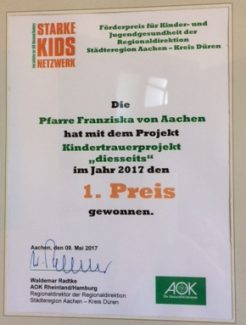 STARKE
KIDS
NETZWERK
Förderpreis für Kinder- und
Jugendgesundheit der
Regionaldirektion
Städteregion Aachen – Kreis Düren
Die
Pfarre Franziska von Aachen
hat mit dem Projekt
Kindertrauerprojekt
„diesseits“
im Jahr 2017 den
1. Preis
gewonnen.
Aachen, den 09. Mai 2017
Waldemar Radtke
AOK Rheinland/Hamburg
Regionaldirektor der Regionaldirektion
Städteregion Aachen – Kreis Düren
AOK
Die Gesundheitskasse.